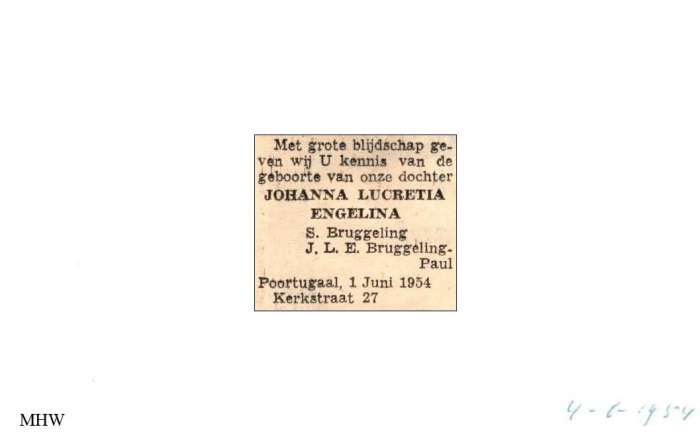 Met grote blijdschap ge-
ven wij U kennis van de
geboorte van onze dochter
JOHANNA LUCRETIA
ENGELINA
S. Bruggeling
J. L. E. Bruggeling-
Paul
Poortugaal, 1 Juni 1954
Kerkstraat 27
MHW
4-6-1954